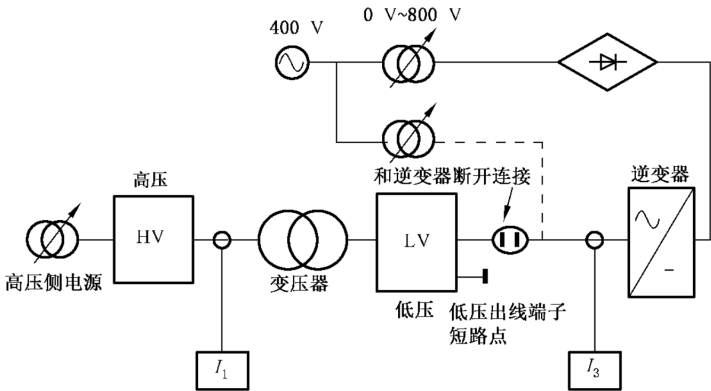 0 V~800 V
400 V
和逆变器断开连接
高压
逆变器
HV
LV
高压侧电源
变压器
低压
低压出线端子
短路点
I₁
I₃